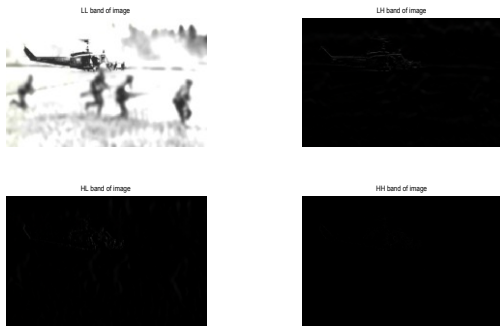 LL band of image
LH band of image
HL band of image
HH band of image